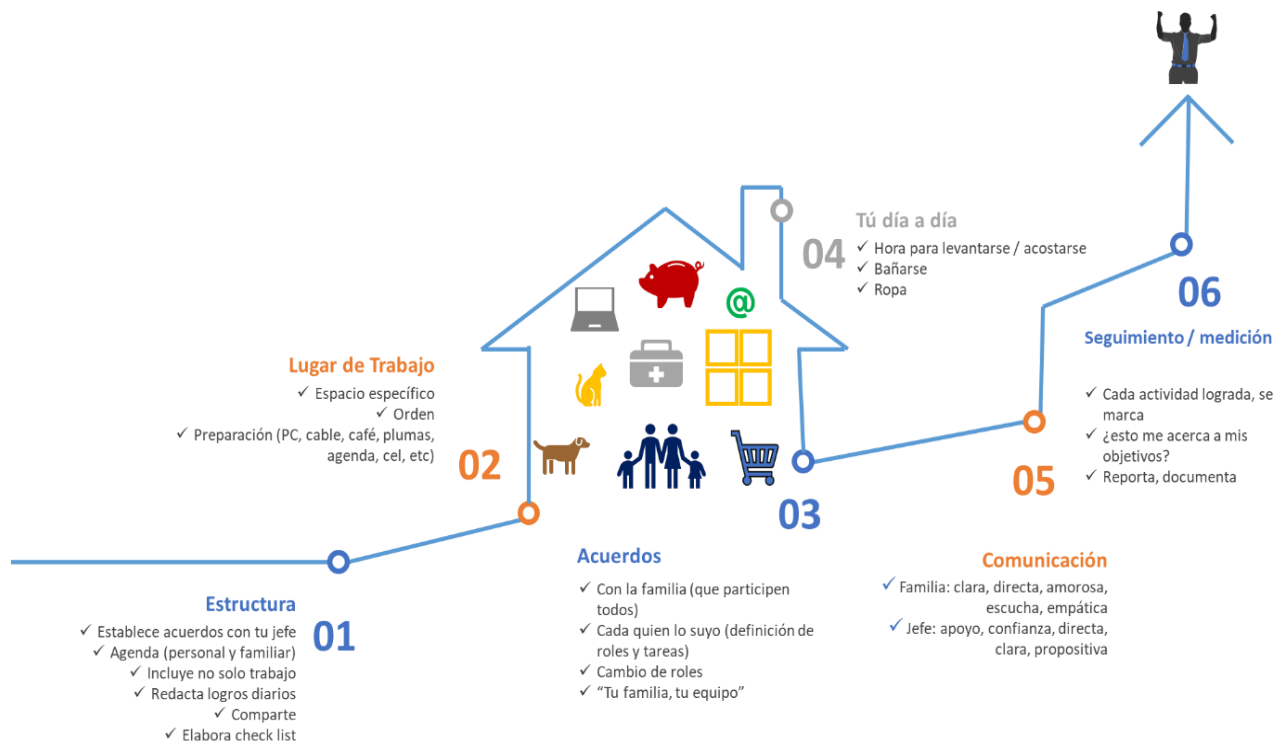 01
Estructura
✓ Establece acuerdos con tu jefe
✓ Agenda (personal y familiar)
✓ Incluye no solo trabajo
✓ Redacta logros diarios
✓ Comparte
✓ Elabora check list
02
Lugar de Trabajo
✓ Espacio específico
✓ Orden
✓ Preparación (PC, cable, café, plumas,
agenda, cel, etc)
@
03
Acuerdos
✓ Con la familia (que participen
todos)
✓ Cada quien lo suyo (definición de
roles y tareas)
✓ Cambio de roles
✓ “Tu familia, tu equipo”
04
Tú día a día
✓ Hora para levantarse / acostarse
✓ Bañarse
✓ Ropa
05
Comunicación
✓ Familia: clara, directa, amorosa,
escucha, empática
✓ Jefe: apoyo, confianza, directa,
clara, propositiva
06
Seguimiento / medición
✓ Cada actividad lograda, se
marca
✓ ¿esto me acerca a mis
objetivos?
✓ Reporta, documenta